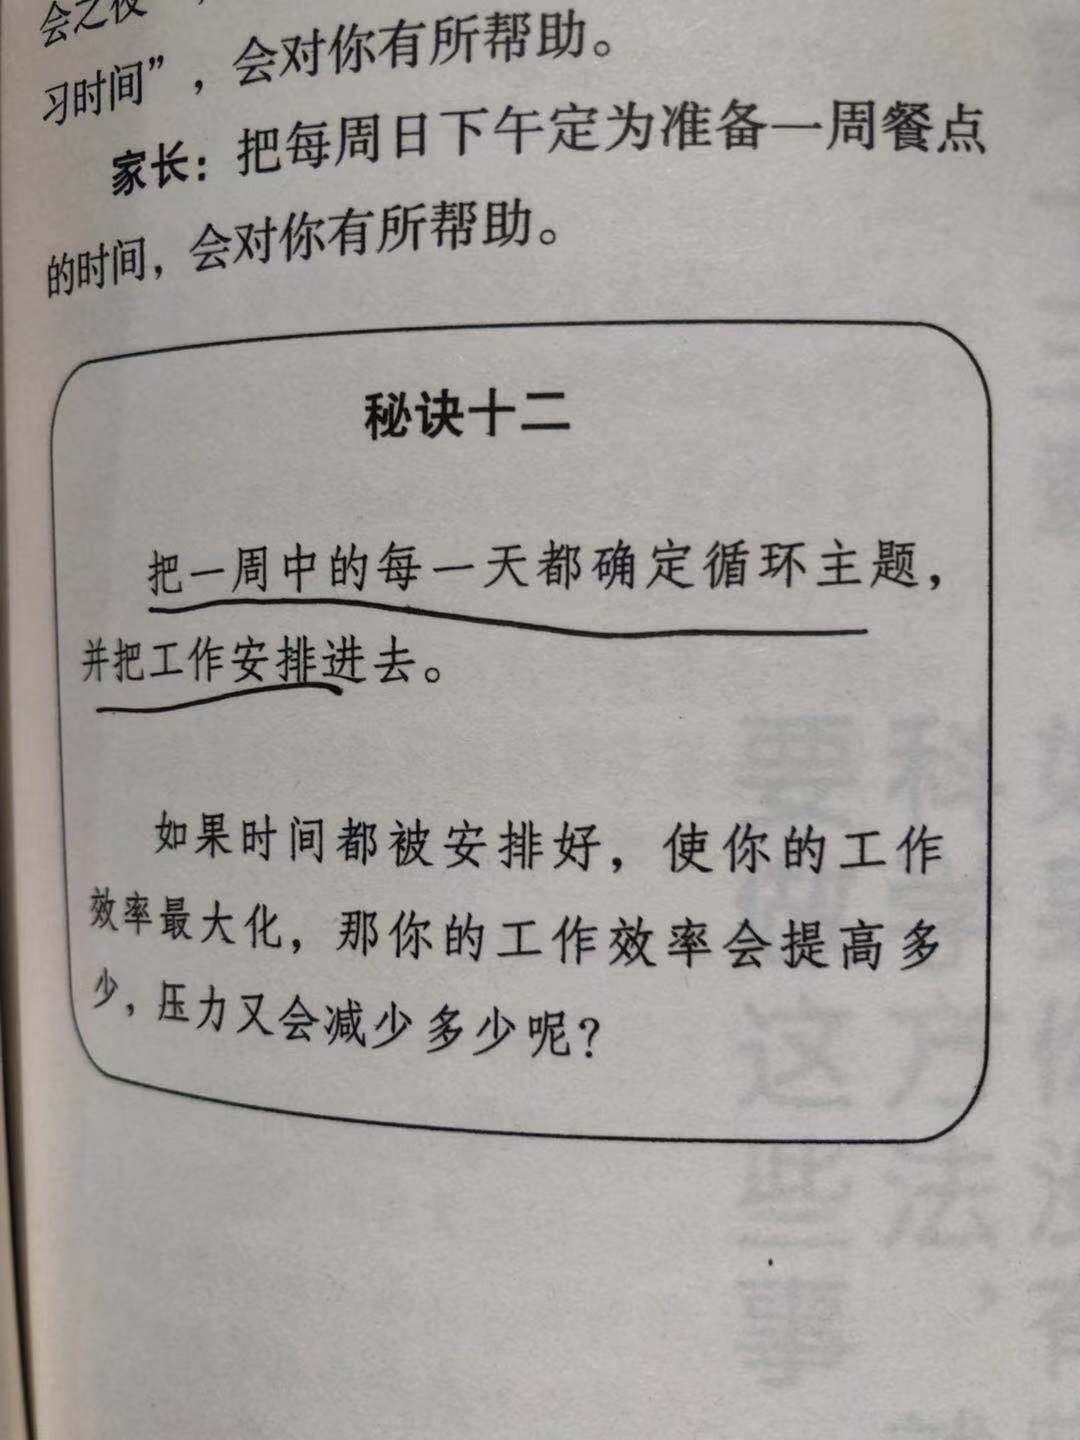 会之夜”，
习时间”，会对你有所帮助。
家长：把每周日下午定为准备一周餐点
的时间，会对你有所帮助。
秘诀十二
把一周中的每一天都确定循环主题，
并把工作安排进去。
如果时间都被安排好，使你的工作
效率最大化，那你的工作效率会提高多
少，压力又会减少多少呢？